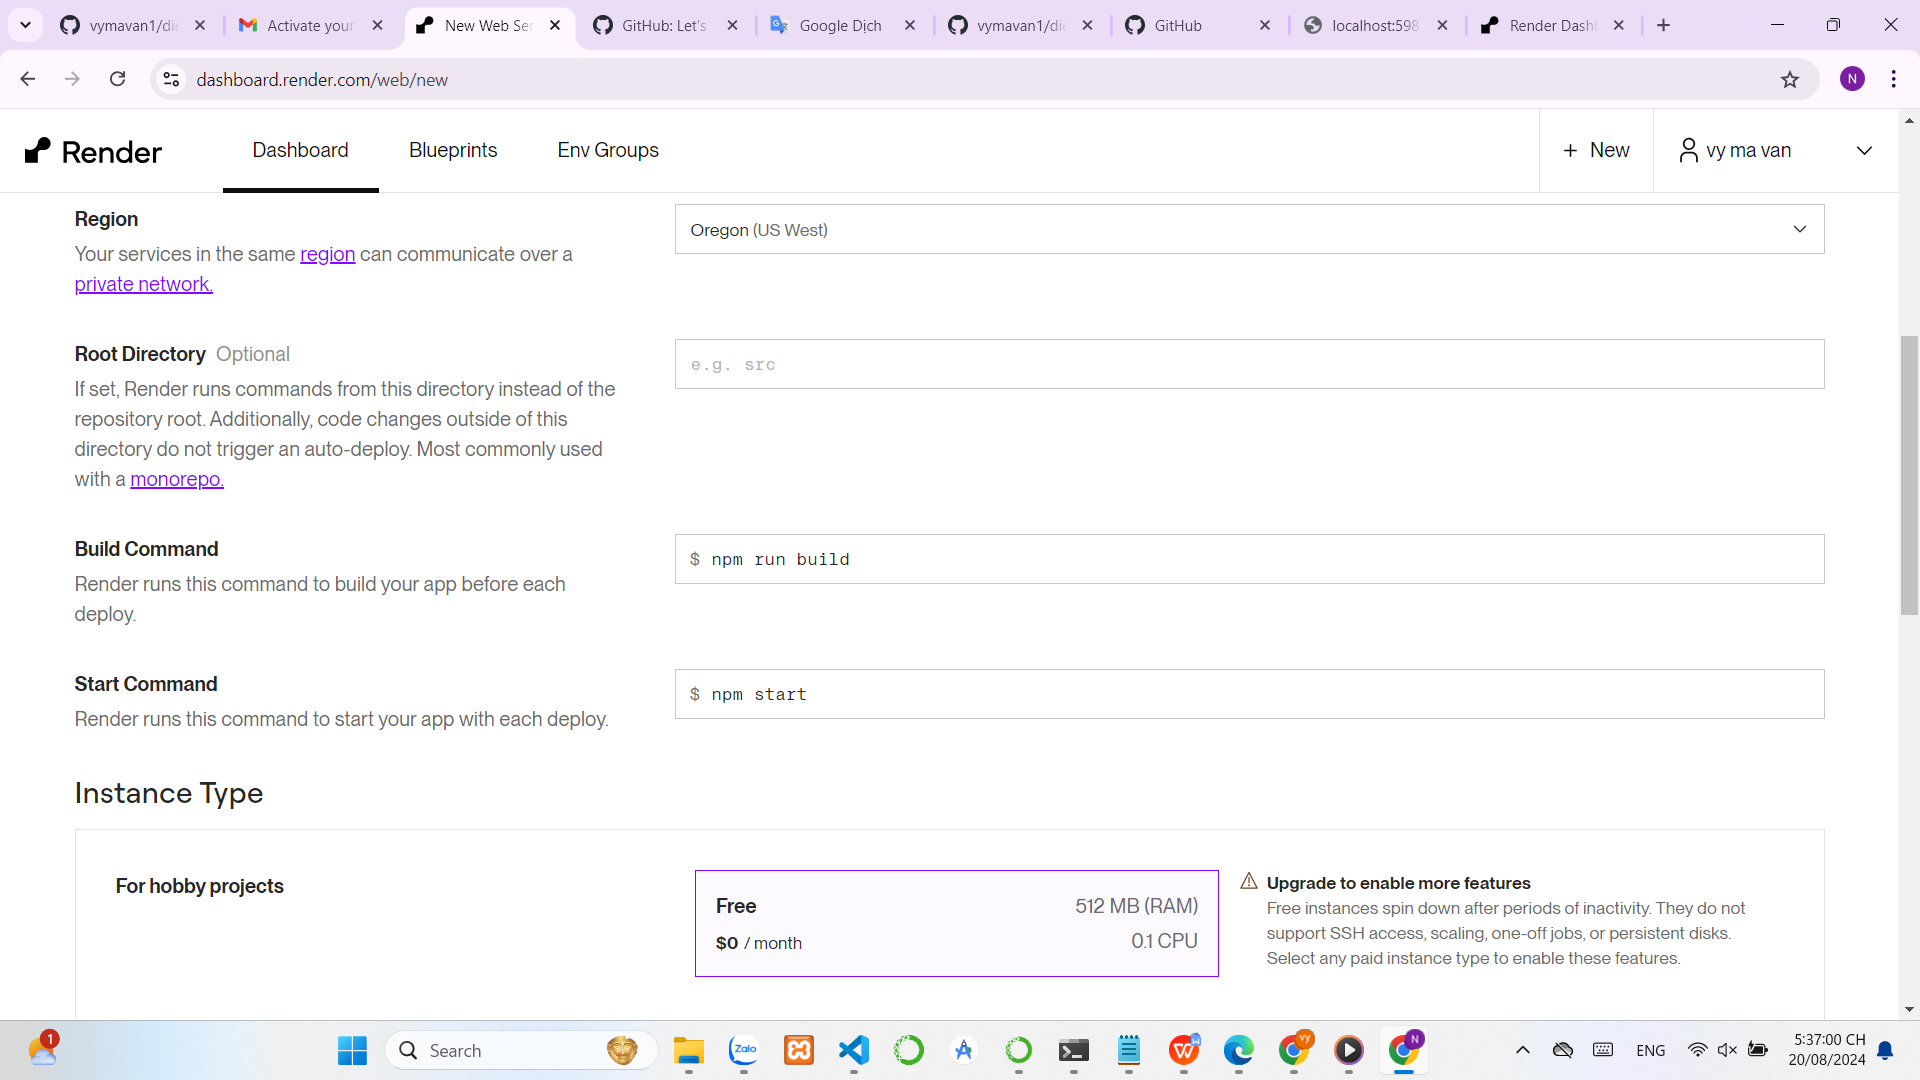 vymavan1/die
Activate your
New Web Ser
GitHub: Let's
Google Dịch
vymavan1/die
GitHub
localhost:598
Render Dash
dashboard.render.com/web/new
N
Render
Dashboard
Blueprints
Env Groups
+ New
vy ma van
Region
Your services in the same region can communicate over a
private network.
Oregon (US West)
Root Directory Optional
If set, Render runs commands from this directory instead of the
repository root. Additionally, code changes outside of this
directory do not trigger an auto-deploy. Most commonly used
with a monorepo.
e.g. src
Build Command
Render runs this command to build your app before each
deploy.
$ npm run build
Start Command
Render runs this command to start your app with each deploy.
$ npm start
Instance Type
For hobby projects
Free
512 MB (RAM)
$0 / month
0.1 CPU
Upgrade to enable more features
Free instances spin down after periods of inactivity. They do not
support SSH access, scaling, one-off jobs, or persistent disks.
Select any paid instance type to enable these features.
1
Search
Zalo
W
vy
N
ENG
5:37:00 CH
20/08/2024